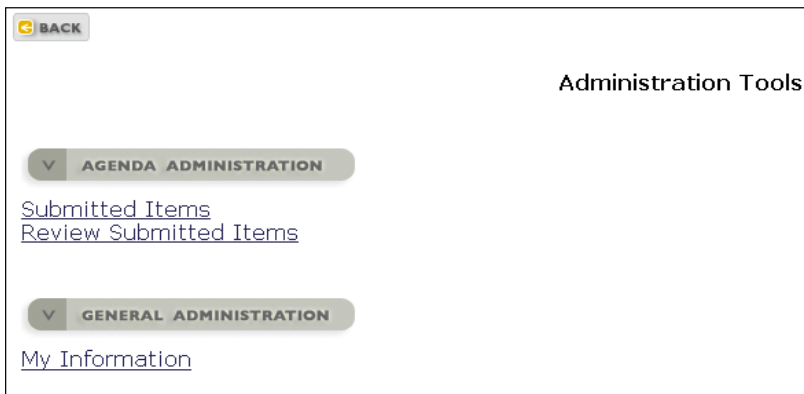 BACK
Administration Tools
AGENDA ADMINISTRATION
Submitted Items
Review Submitted Items
GENERAL ADMINISTRATION
My Information